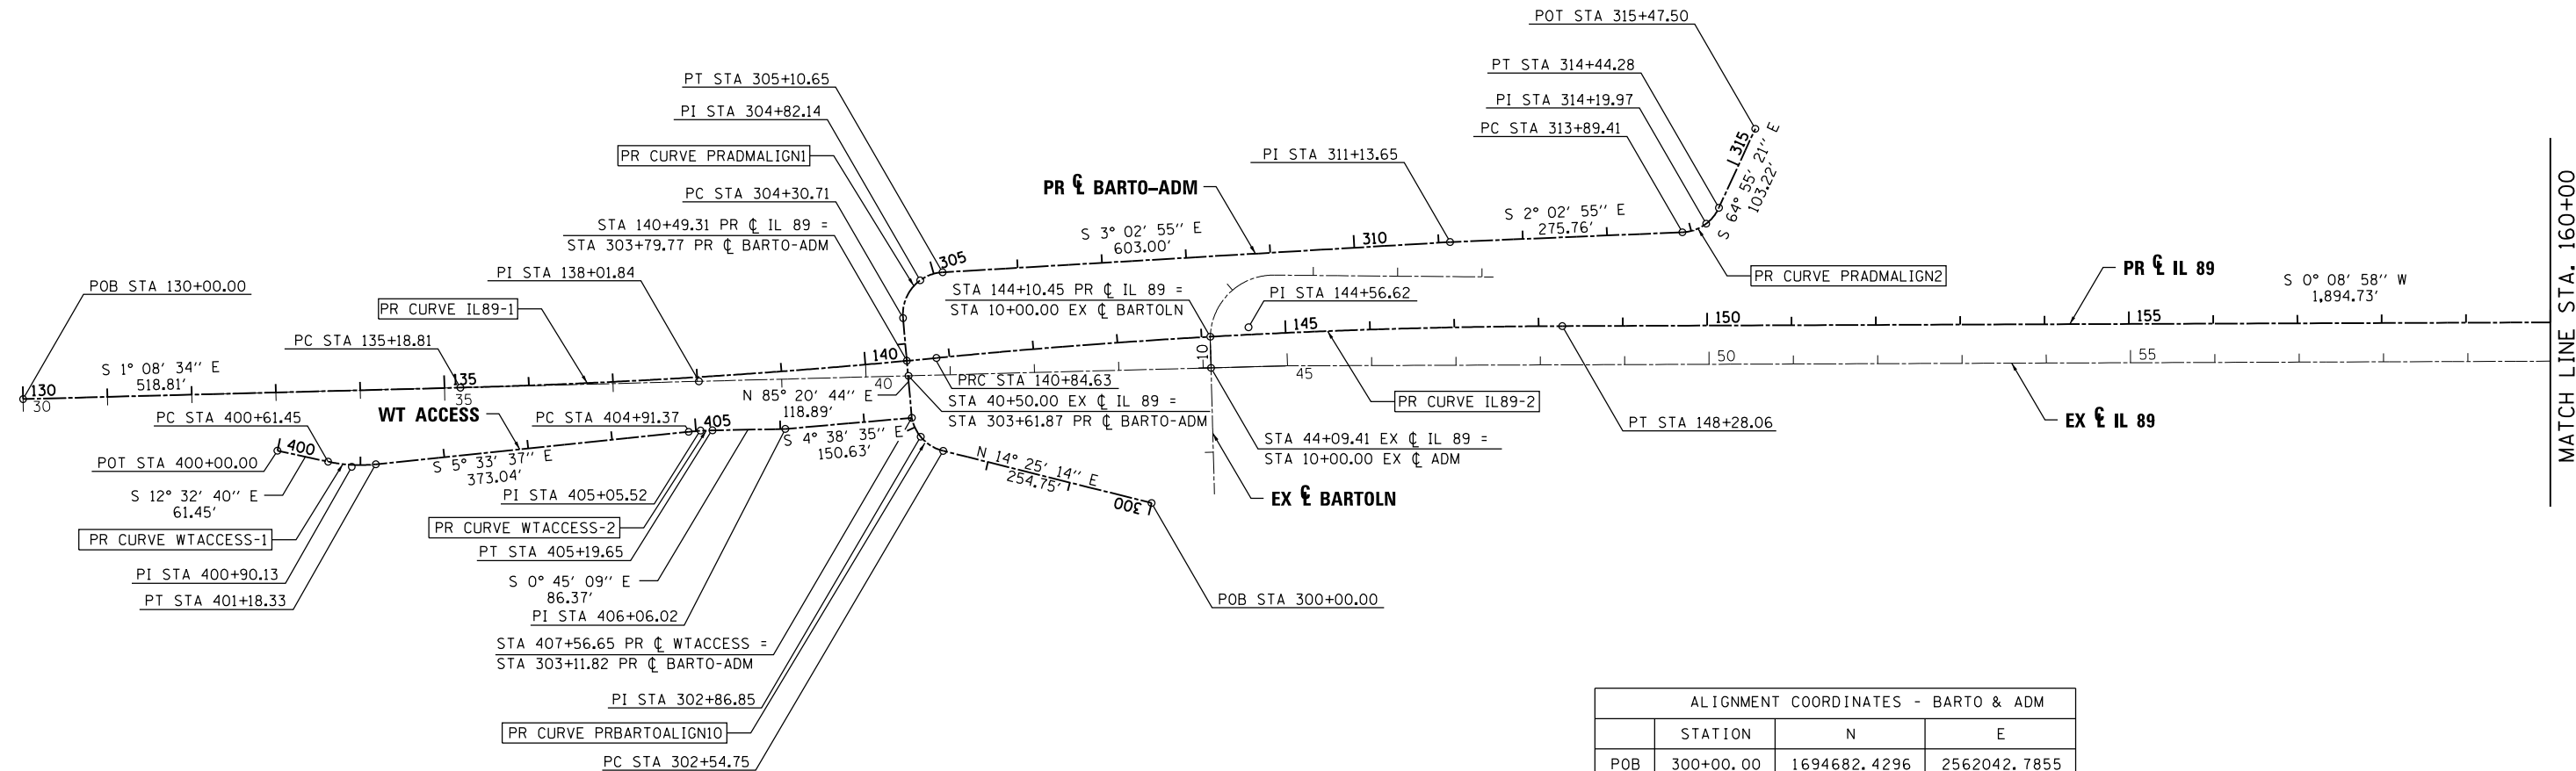 POT STA 315+47.50
PT STA 314+44.28
PI STA 314+19.97
PC STA 313+89.41
315
S 64° 55' 21'' E
103.22'
PT STA 305+10.65
PI STA 304+82.14
PR CURVE PRADMALIGN1
PC STA 304+30.71
STA 140+49.31 PR ℄ IL 89 =
STA 303+79.77 PR ℄ BARTO-ADM
PI STA 311+13.65
PR ℄ BARTO-ADM
S 3° 02' 55'' E
603.00'
310
S 2° 02' 55'' E
275.76'
305
PR CURVE PRADMALIGN2
PI STA 138+01.84
POB STA 130+00.00
PR CURVE IL89-1
PC STA 135+18.81
STA 144+10.45 PR ℄ IL 89 =
STA 10+00.00 EX ℄ BARTOLN
PI STA 144+56.62
PR ℄ IL 89
S 0° 08' 58'' W
1,894.73'
MATCH LINE STA. 160+00
130
30
S 1° 08' 34'' E
518.81'
135
35
140
40
10
145
45
150
50
155
55
PRC STA 140+84.63
N 85° 20' 44'' E
118.89'
STA 40+50.00 EX ℄ IL 89 =
STA 303+61.87 PR ℄ BARTO-ADM
PR CURVE IL89-2
PT STA 148+28.06
EX ℄ IL 89
STA 44+09.41 EX ℄ IL 89 =
STA 10+00.00 EX ℄ ADM
EX ℄ BARTOLN
WT ACCESS
PC STA 400+61.45
PC STA 404+91.37
405
400
POT STA 400+00.00
S 5° 33' 37'' E
373.04'
S 4° 38' 35'' E
150.63'
N 14° 25' 14'' E
254.75'
300
S 12° 32' 40'' E
61.45'
PI STA 405+05.52
PR CURVE WTACCESS-1
PR CURVE WTACCESS-2
PT STA 405+19.65
PI STA 400+90.13
S 0° 45' 09'' E
86.37'
PT STA 401+18.33
PI STA 406+06.02
POB STA 300+00.00
STA 407+56.65 PR ℄ WTACCESS =
STA 303+11.82 PR ℄ BARTO-ADM
PI STA 302+86.85
PR CURVE PRBARTOALIGN10
PC STA 302+54.75
ALIGNMENT COORDINATES - BARTO & ADM
STATION N E
POB 300+00.00 1694682.4296 2562042.7855